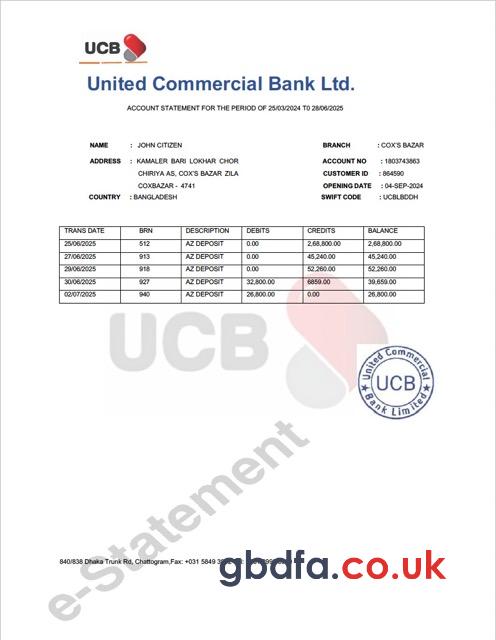 UCB
United Commercial Bank Ltd.
ACCOUNT STATEMENT FOR THE PERIOD OF 25/03/2024 T0 28/06/2025
NAME : JOHN CITIZEN BRANCH : COX'S BAZAR
ADDRESS : KAMALER BARI LOKHAR CHOR ACCOUNT NO : 1803743863
CHIRIYA AS, COX'S BAZAR ZILA CUSTOMER ID : 864590
COXBAZAR - 4741 OPENING DATE : 04-SEP-2024
COUNTRY : BANGLADESH SWIFT CODE : UCBLBDDH
TRANS DATE BRN DESCRIPTION DEBITS CREDITS BALANCE
25/06/2025 512 AZ DEPOSIT 0.00 2,68,800.00 2,68,800.00
27/06/2025 913 AZ DEPOSIT 0.00 45,240.00 45,240.00
29/06/2025 918 AZ DEPOSIT 0.00 52,260.00 52,260.00
30/06/2025 927 AZ DEPOSIT 32,800.00 6859.00 39,659.00
02/07/2025 940 AZ DEPOSIT 26,800.00 0.00 26,800.00
UCB
United Commercial
UCB
Bank Limited
e-Statement
840/838 Dhaka Trunk Rd, Chattogram,Fax: +031 5849
gbdfa.co.uk